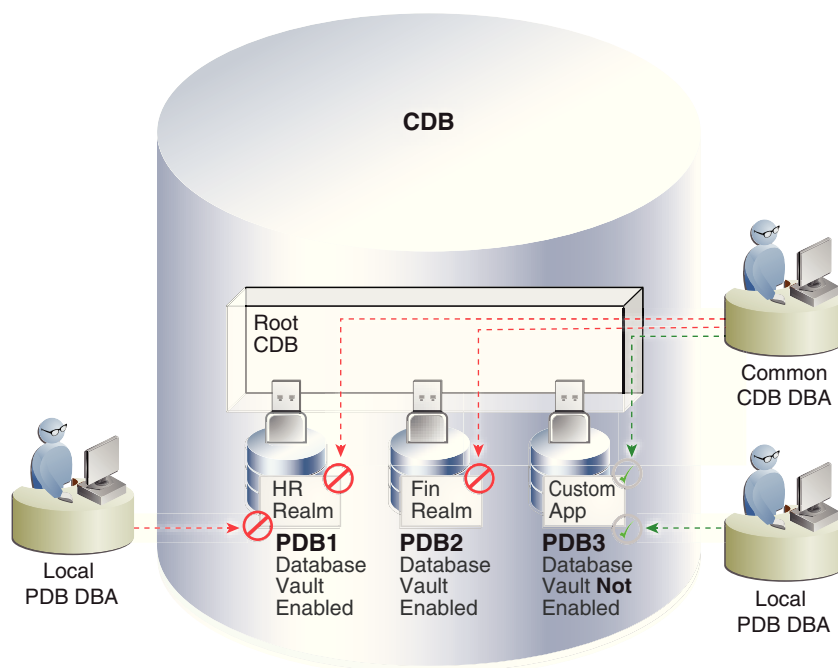 CDB
Root
CDB
Common
CDB DBA
HR
Realm
Fin
Realm
Custom
App
PDB1
Database
Vault
Enabled
PDB2
Database
Vault
Enabled
PDB3
Database
Vault Not
Enabled
Local
PDB DBA
Local
PDB DBA